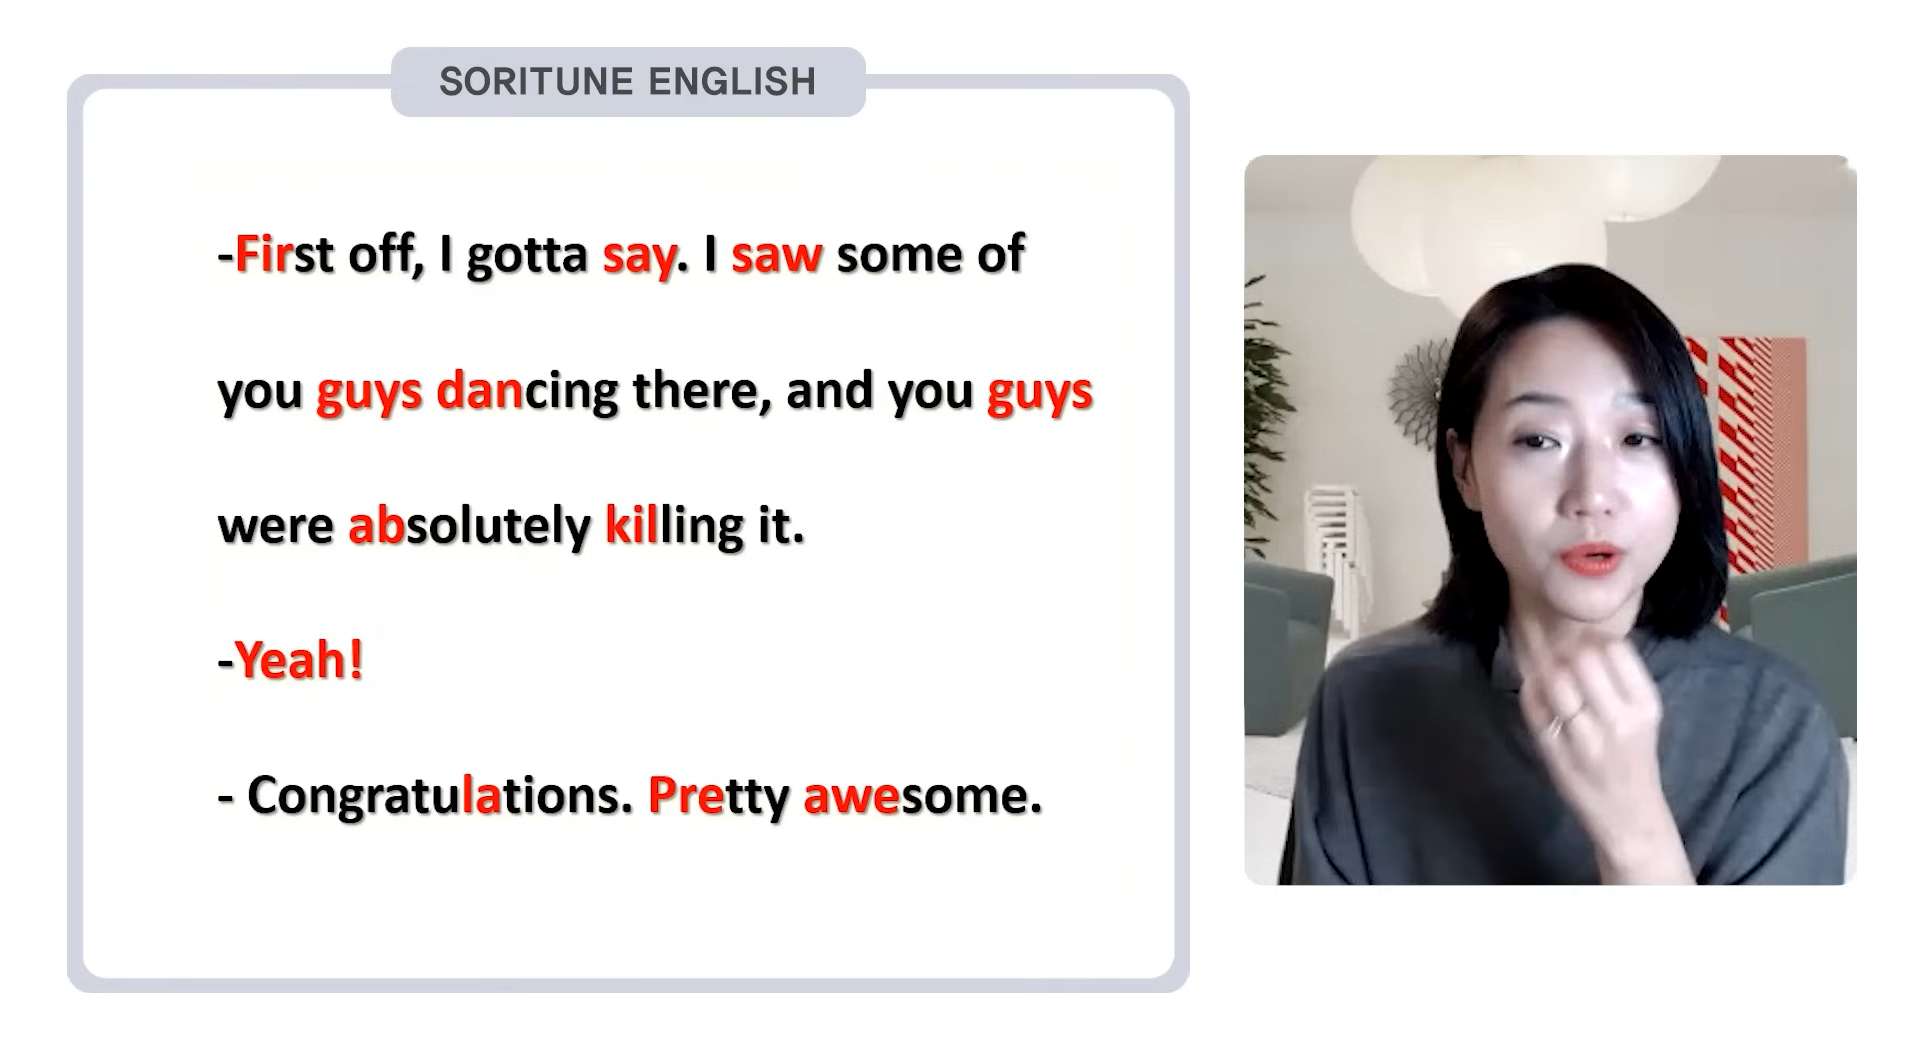 SORITUNE ENGLISH
-First off, I gotta say. I saw some of
you guys dancing there, and you guys
were absolutely killing it.
-Yeah!
- Congratulations. Pretty awesome.